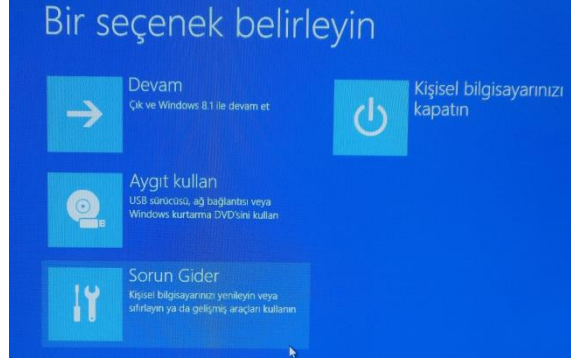 Bir seçenek belirleyin
Devam
Çık ve Windows 8.1 ile devam et
Kişisel bilgisayarınızı
kapatın
Aygıt kullan
USB sürücüsü, ağ bağlantısı veya
Windows kurtarma DVD'sini kullan
Sorun Gider
Kişisel bilgisayarınızı yenileyin veya
sıfırlayın ya da gelişmiş araçları kullanın